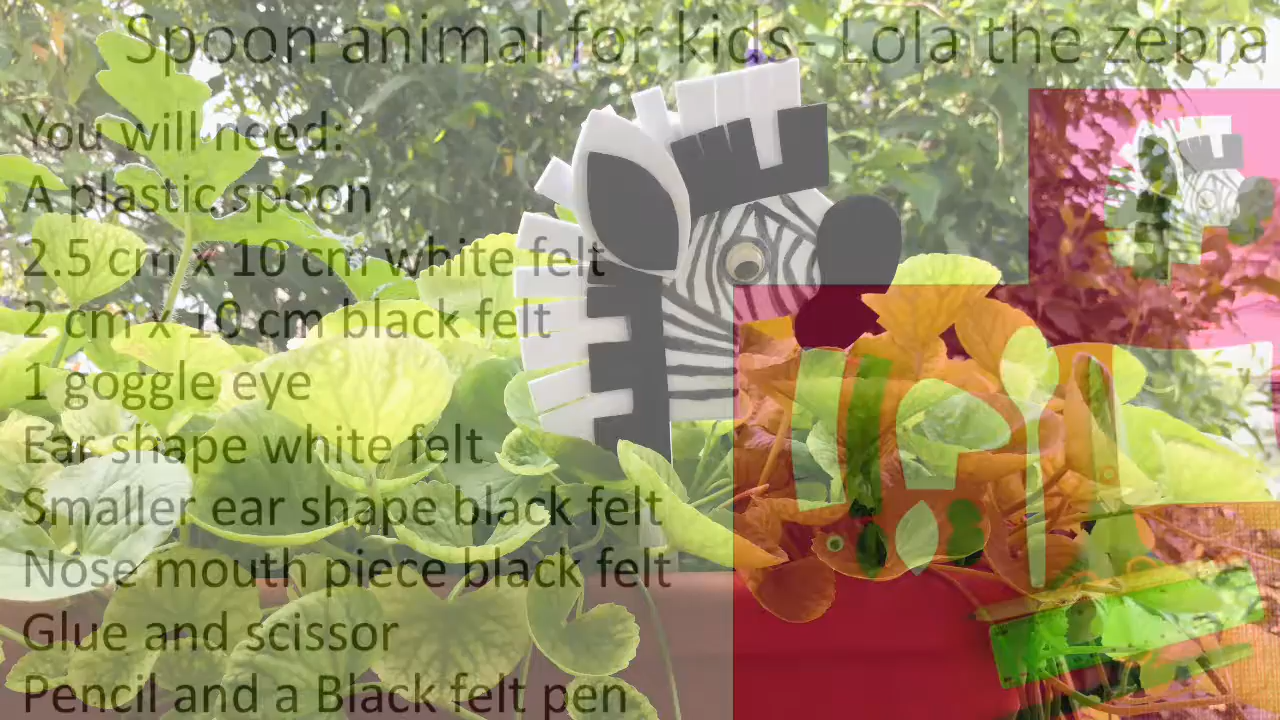 Spoon animal for kids- Lola the zebra
You will need:
A plastic spoon
2.5 cm x 10 cm white felt
2 cm x 10 cm black felt
1 goggle eye
Ear shape white felt
Smaller ear shape black felt
Nose mouth piece black felt
Glue and scissor
Pencil and a Black felt pen